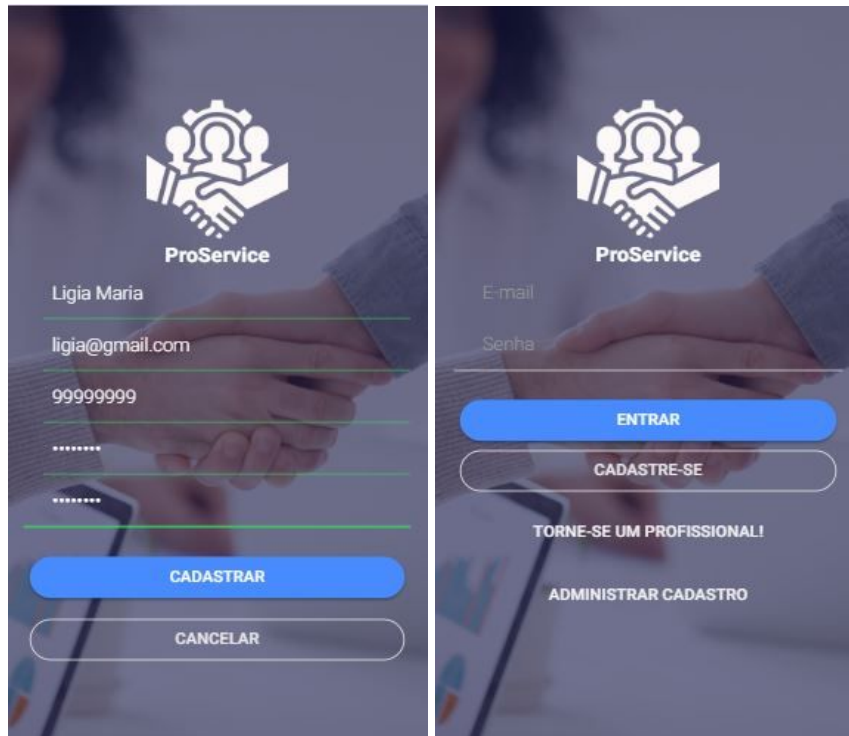 ProService
Ligia Maria
ligia@gmail.com
99999999
••••••••
••••••••
CADASTRAR
CANCELAR
ProService
E-mail
Senha
ENTRAR
CADASTRE-SE
TORNE-SE UM PROFISSIONAL!
ADMINISTRAR CADASTRO